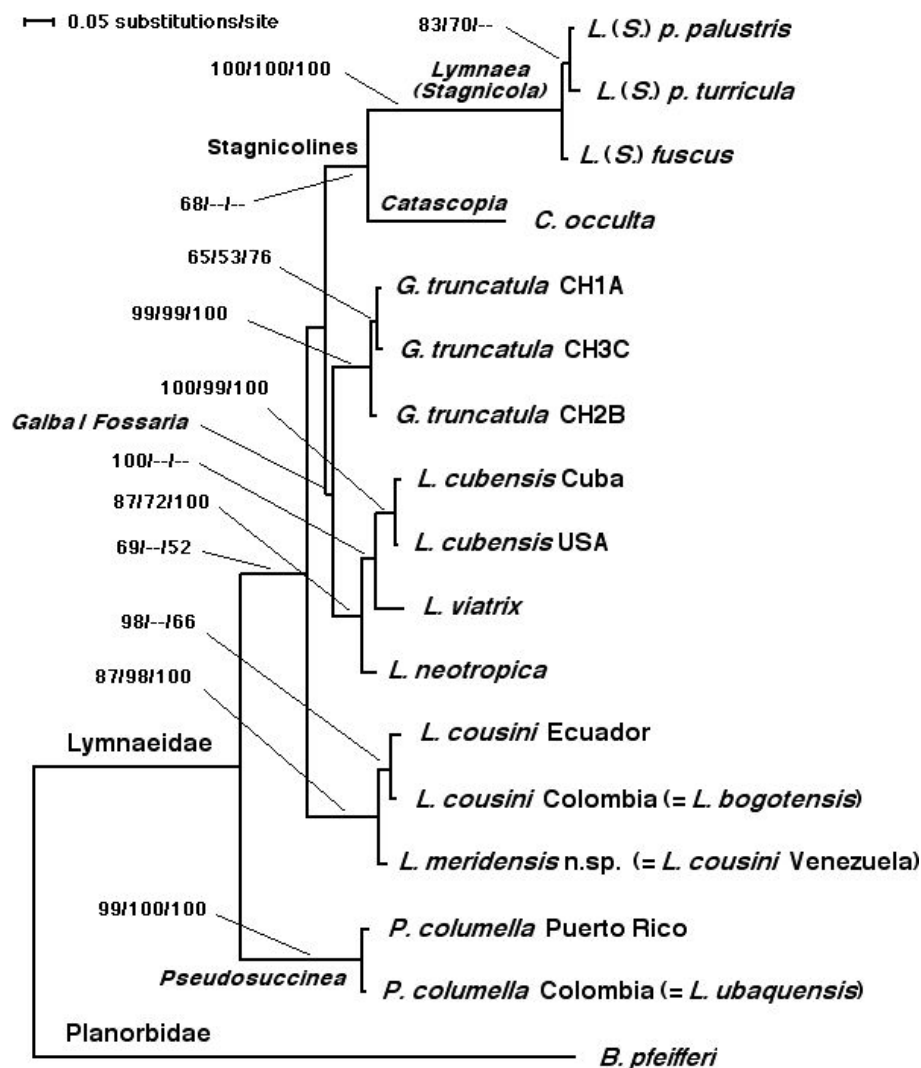 0.05 substitutions/site
83/70/--
L. (S.) p. palustris
100/100/100
Lymnaea
(Stagnicola)
L. (S.) p. turricula
Stagnicolines
L. (S.) fuscus
68/--/--
Catascopia
C. occulta
65/53/76
G. truncatula CH1A
99/99/100
G. truncatula CH3C
100/99/100
Galba / Fossaria
G. truncatula CH2B
100/--/--
L. cubensis Cuba
87/72/100
69/--/52
L. cubensis USA
L. viatrix
98/--/66
L. neotropica
87/98/100
Lymnaeidae
L. cousini Ecuador
L. cousini Colombia (= L. bogotensis)
L. meridensis n.sp. (= L. cousini Venezuela)
99/100/100
P. columella Puerto Rico
Pseudosuccinea
P. columella Colombia (= L. ubaquensis)
Planorbidae
B. pfeifferi